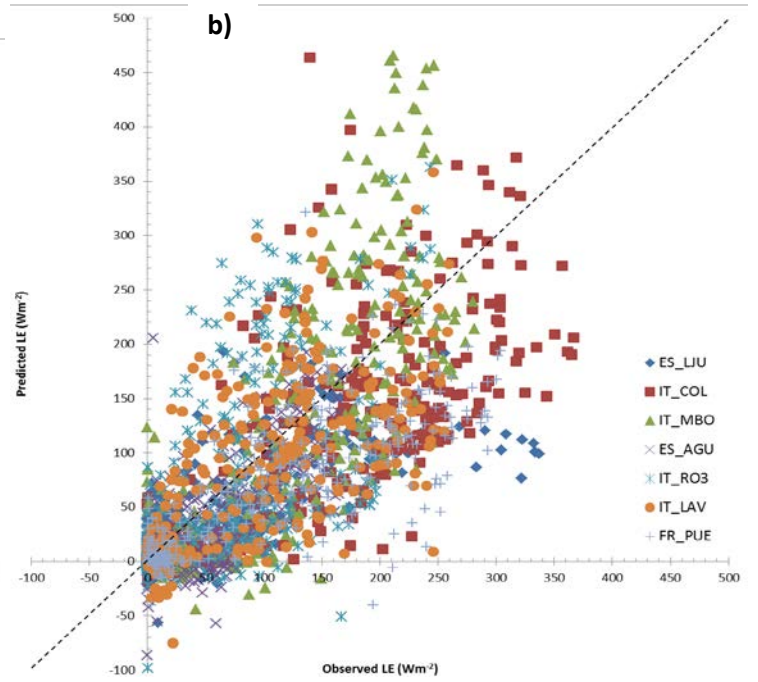 b)
500
450
400
350
300
250
200
150
100
50
0
-50
-100
-100 -50 0 50 100 150 200 250 300 350 400 450 500
Predicted LE (Wm⁻²)
Observed LE (Wm⁻²)
ES_LJU
IT_COL
IT_MBO
ES_AGU
IT_RO3
IT_LAV
FR_PUE